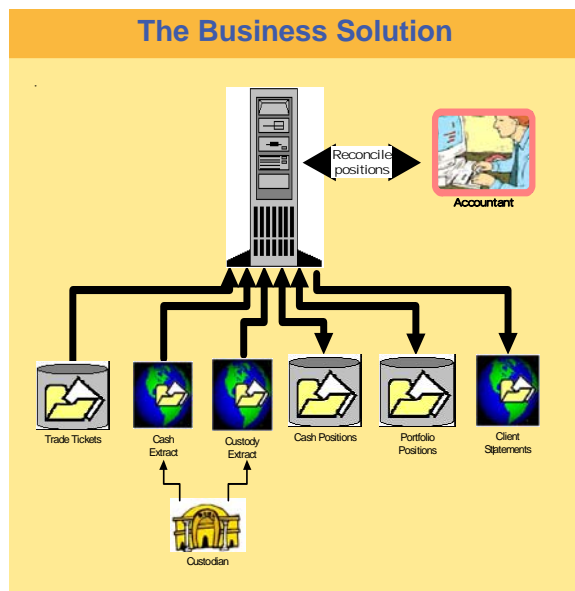 The Business Solution
Reconcile
positions
Accountant
Trade Tickets
Cash
Extract
Custody
Extract
Cash Positions
Portfolio
Positions
Client
Statements
Custodian